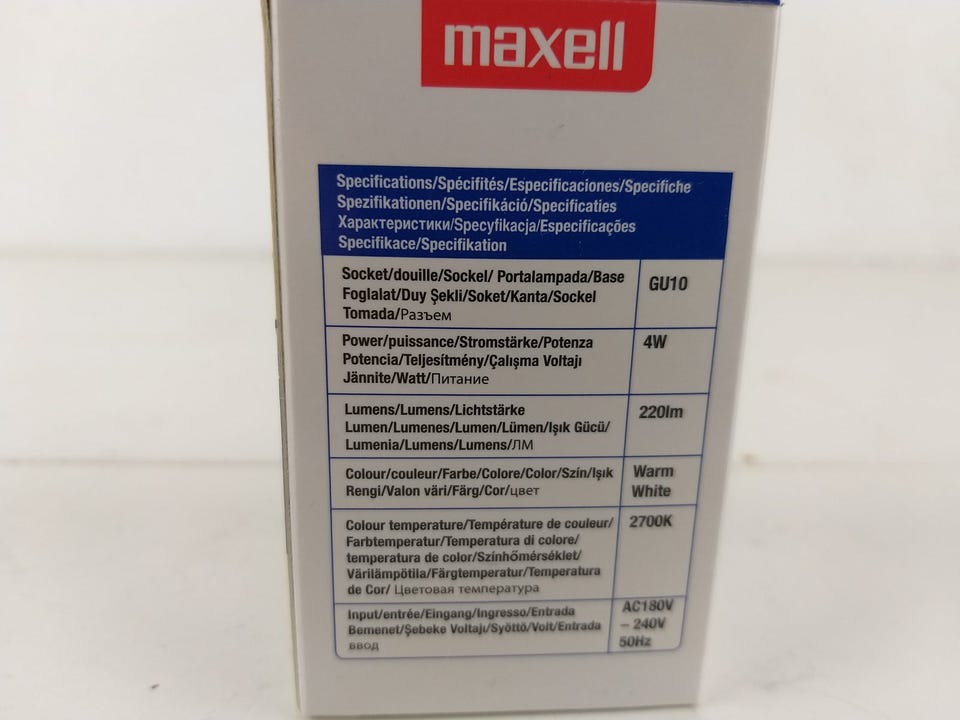 maxell
Specifications/Spécifités/Especificaciones/Specifiche
Spezifikationen/Specifikáció/Specificaties
Характеристики/Specyfikacja/Especificações
Specifikace/Specifikation
Socket/douille/Sockel/ Portalampada/Base
Foglalat/Duy Şekli/Soket/Kanta/Sockel
Tomada/Разъем
GU10
Power/puissance/Stromstärke/Potenza
Potencia/Teljesítmény/Çalışma Voltajı
Jännite/Watt/Питание
4W
Lumens/Lumens/Lichtstärke
Lumen/Lumenes/Lumen/Lümen/Işık Gücü/
Lumenia/Lumens/Lumens/ЛМ
220lm
Colour/couleur/Farbe/Colore/Color/Szín/Işık
Rengi/Valon väri/Färg/Cor/цвет
Warm
White
Colour temperature/Température de couleur/
Farbtemperatur/Temperatura di colore/
temperatura de color/Színhőmérséklet/
Värilämpötila/Färgtemperatur/Temperatura
de Cor/ Цветовая температура
2700K
Input/entrée/Eingang/Ingresso/Entrada
Bemenet/Şebeke Voltajı/Syöttö/Volt/Entrada
ввод
AC180V
– 240V
50Hz